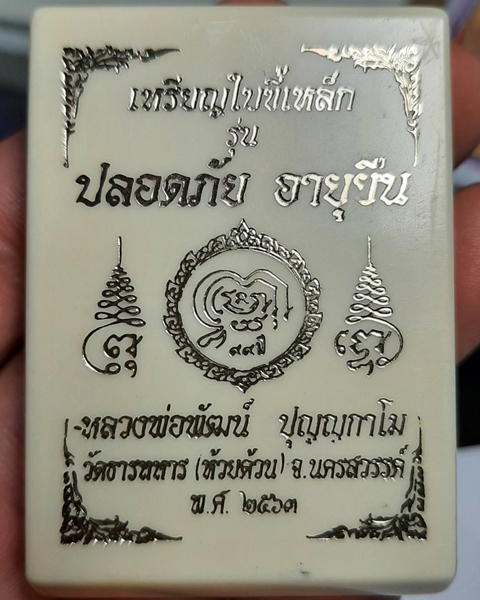 เหรียญใบขี้เหล็ก
รุ่น
ปลอดภัย อายุยืน
๙๙ปี
หลวงพ่อพัฒน์ ปุญญกาโม
วัดธารทหาร (ห้วยด้วน) จ.นครสวรรค์
พ.ศ. ๒๕๖๓